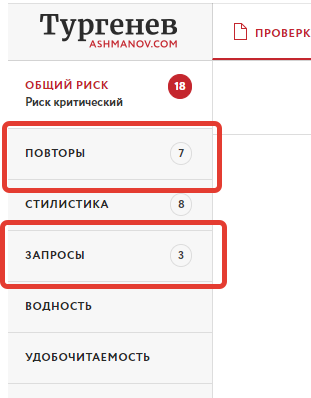 Тургенев
ASHMANOV.COM
ПРОВЕРК
ОБЩИЙ РИСК 18
Риск критический
ПОВТОРЫ 7
СТИЛИСТИКА 8
ЗАПРОСЫ 3
ВОДНОСТЬ
УДОБОЧИТАЕМОСТЬ